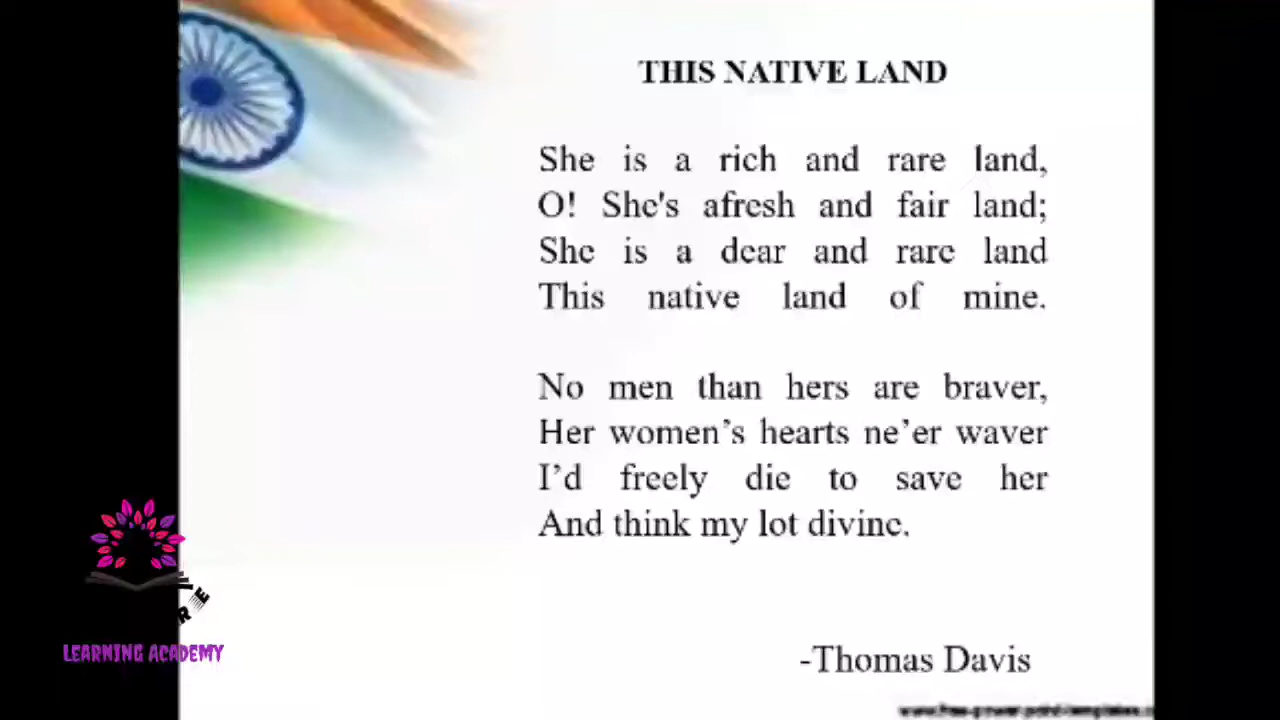 THIS NATIVE LAND
She is a rich and rare land,
O! She's afresh and fair land;
She is a dear and rare land
This native land of mine.
No men than hers are braver,
Her women’s hearts ne’er waver
I’d freely die to save her
And think my lot divine.
-Thomas Davis
RE
LEARNING ACADEMY